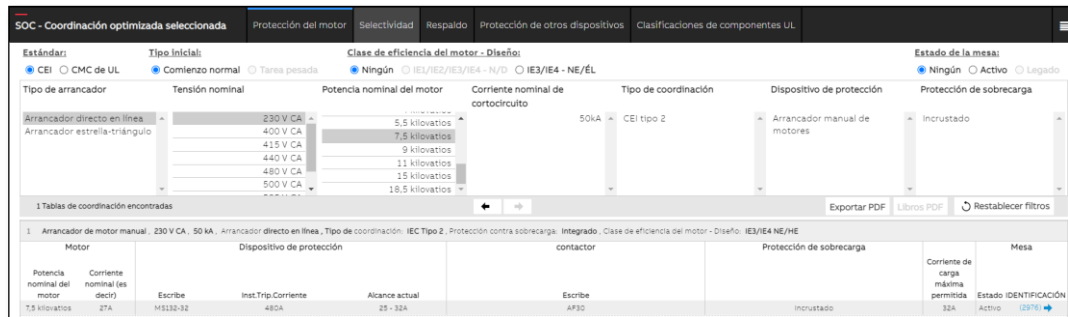 SOC - Coordinación optimizada seleccionada Protección del motor Selectividad Respaldo Protección de otros dispositivos Clasificaciones de componentes UL
Estándar: Tipo inicial: Clase de eficiencia del motor - Diseño: Estado de la mesa:
CEI CMC de UL Comienzo normal Tarea pesada Ningún IE1/IE2/IE3/IE4 - N/D IE3/IE4 - NE/ÉL Ningún Activo Legado
Tipo de arrancador Tensión nominal Potencia nominal del motor Corriente nominal de cortocircuito Tipo de coordinación Dispositivo de protección Protección de sobrecarga
Arrancador directo en línea
Arrancador estrella-triángulo
230 V CA
400 V CA
415 V CA
440 V CA
480 V CA
500 V CA
5,5 kilovatios
7,5 kilovatios
9 kilovatios
11 kilovatios
15 kilovatios
18,5 kilovatios
50kA
CEI tipo 2
Arrancador manual de
motores
Incrustado
1 Tablas de coordinación encontradas Exportar PDF Libros PDF Restablecer filtros
1 Arrancador de motor manual , 230 V CA , 50 kA , Arrancador directo en línea , Tipo de coordinación: IEC Tipo 2 , Protección contra sobrecarga: Integrado , Clase de eficiencia del motor - Diseño: IE3/IE4 NE/HE
Motor Dispositivo de protección contactor Protección de sobrecarga Mesa
Potencia nominal del motor Corriente nominal (es decir) Escribe Inst.Trip.Corriente Alcance actual Escribe Corriente de carga máxima permitida Estado IDENTIFICACIÓN
7,5 kilovatios 27A MS132-32 480A 25 - 32A AF30 Incrustado 32A Activo (2976)